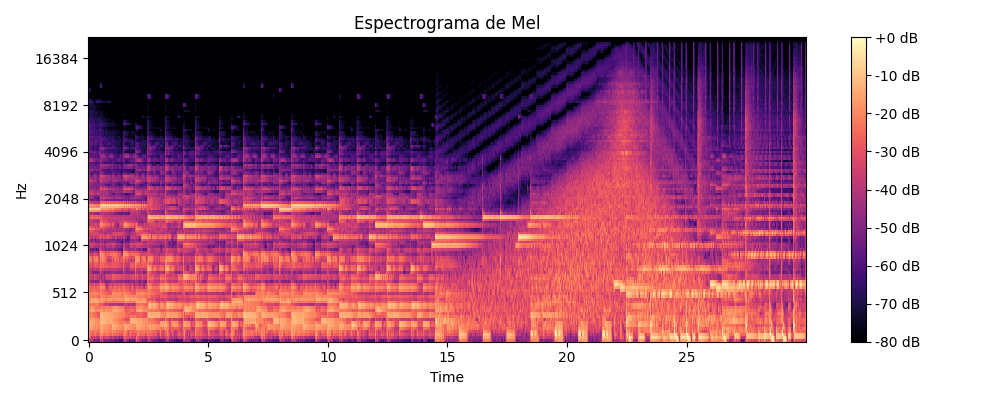 Espectrograma de Mel
Hz
16384
8192
4096
2048
1024
512
0
0 5 10 15 20 25
Time
+0 dB
-10 dB
-20 dB
-30 dB
-40 dB
-50 dB
-60 dB
-70 dB
-80 dB